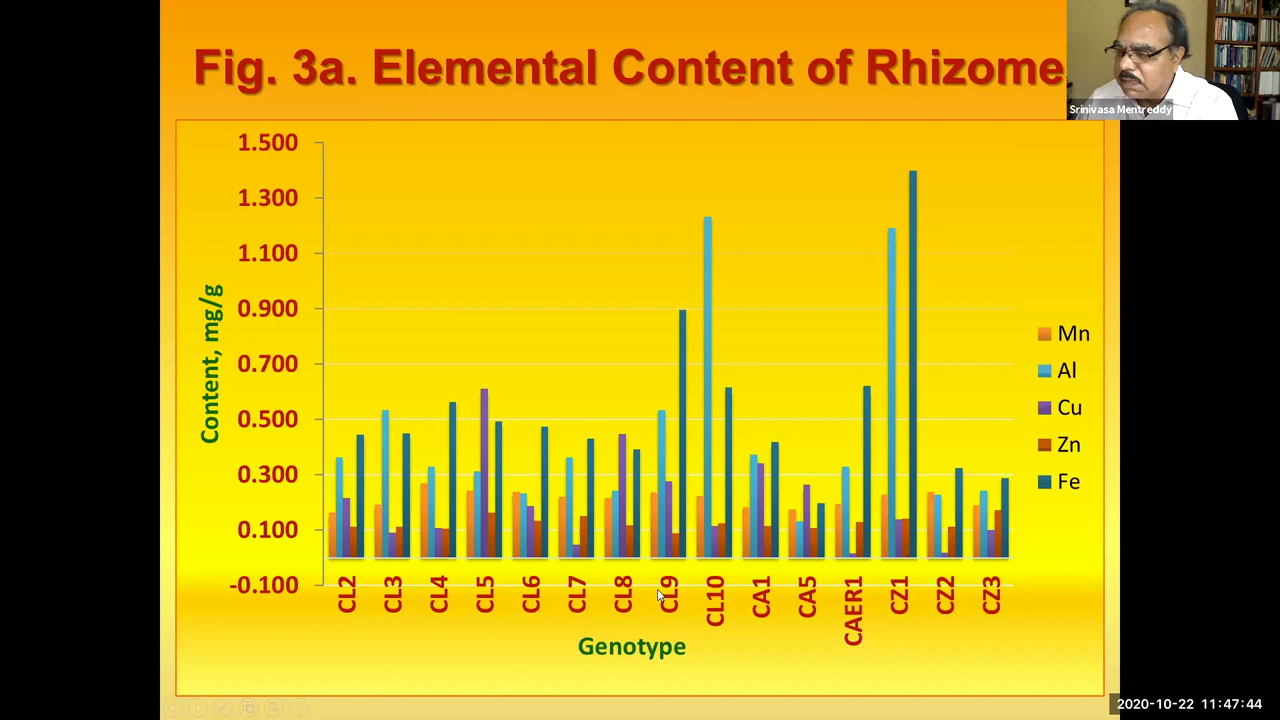 Fig. 3a. Elemental Content of Rhizome
Srinivasa Mentreddy
1.500
1.300
1.100
0.900
0.700
0.500
0.300
0.100
-0.100
Content, mg/g
Mn
Al
Cu
Zn
Fe
CL2
CL3
CL4
CL5
CL6
CL7
CL8
CL9
CL10
CA1
CA5
CAER1
CZ1
CZ2
CZ3
Genotype
2020-10-22 11:47:44